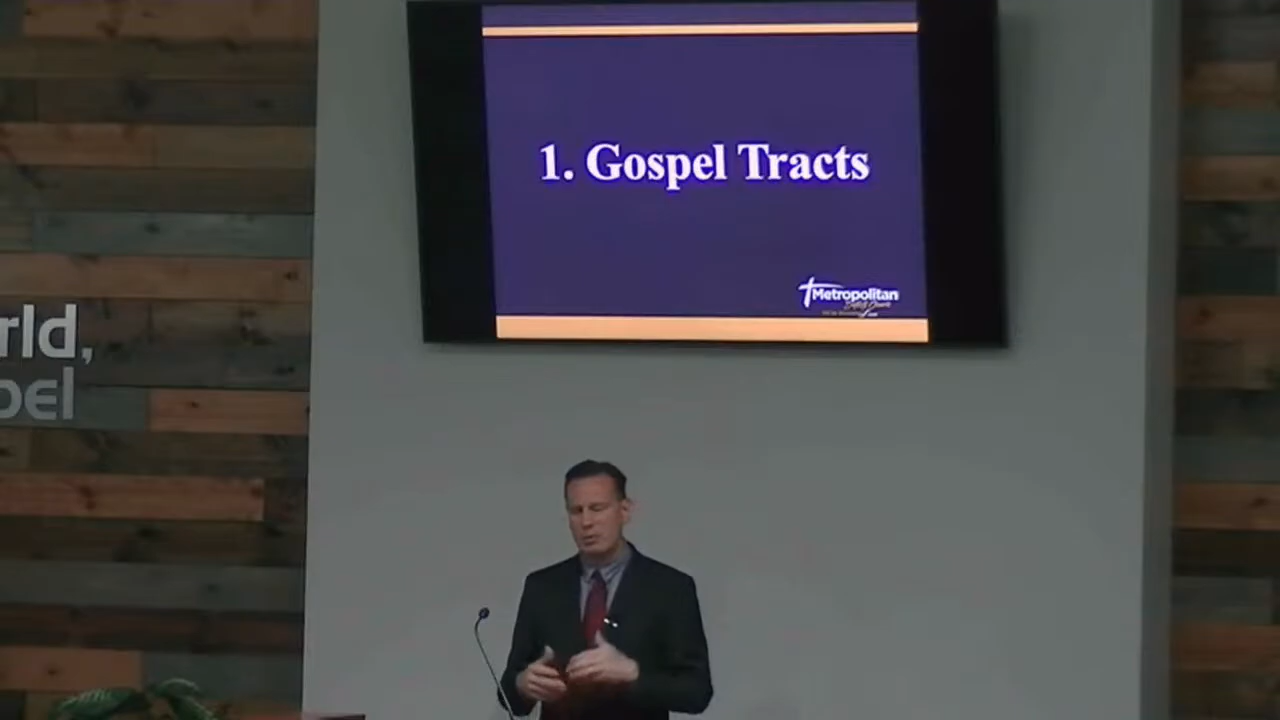 1. Gospel Tracts
Metropolitan
rld,
pel